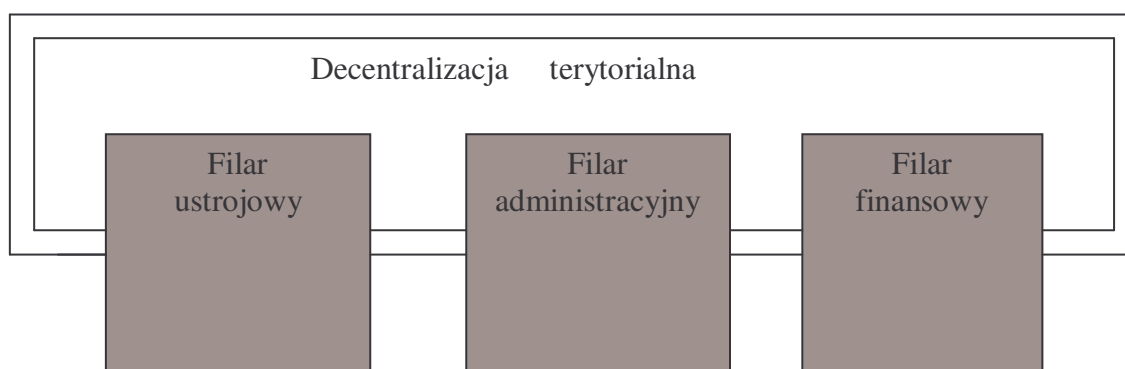 Decentralizacja terytorialna
Filar
ustrojowy
Filar
administracyjny
Filar
finansowy